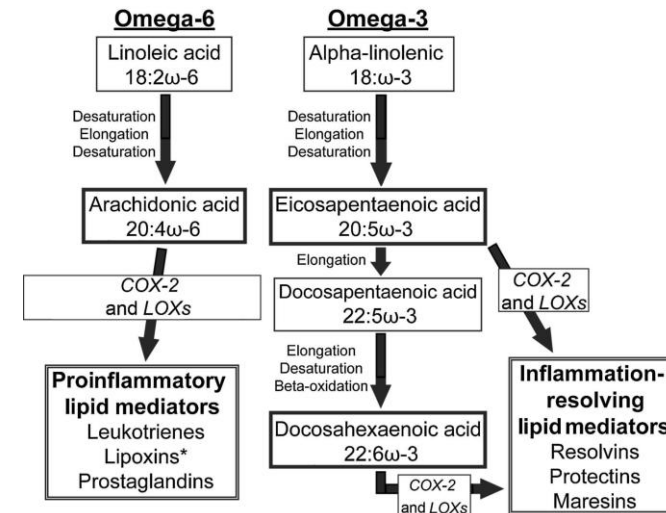 Omega-6
Linoleic acid
18:2ω-6
Desaturation
Elongation
Desaturation
Arachidonic acid
20:4ω-6
COX-2
and LOXs
Proinflammatory
lipid mediators
Leukotrienes
Lipoxins*
Prostaglandins
Omega-3
Alpha-linolenic
18:ω-3
Desaturation
Elongation
Desaturation
Eicosapentaenoic acid
20:5ω-3
Elongation
Docosapentaenoic acid
22:5ω-3
Elongation
Desaturation
Beta-oxidation
Docosahexaenoic acid
22:6ω-3
COX-2
and LOXs
COX-2
and LOXs
Inflammation-
resolving
lipid mediators
Resolvins
Protectins
Maresins